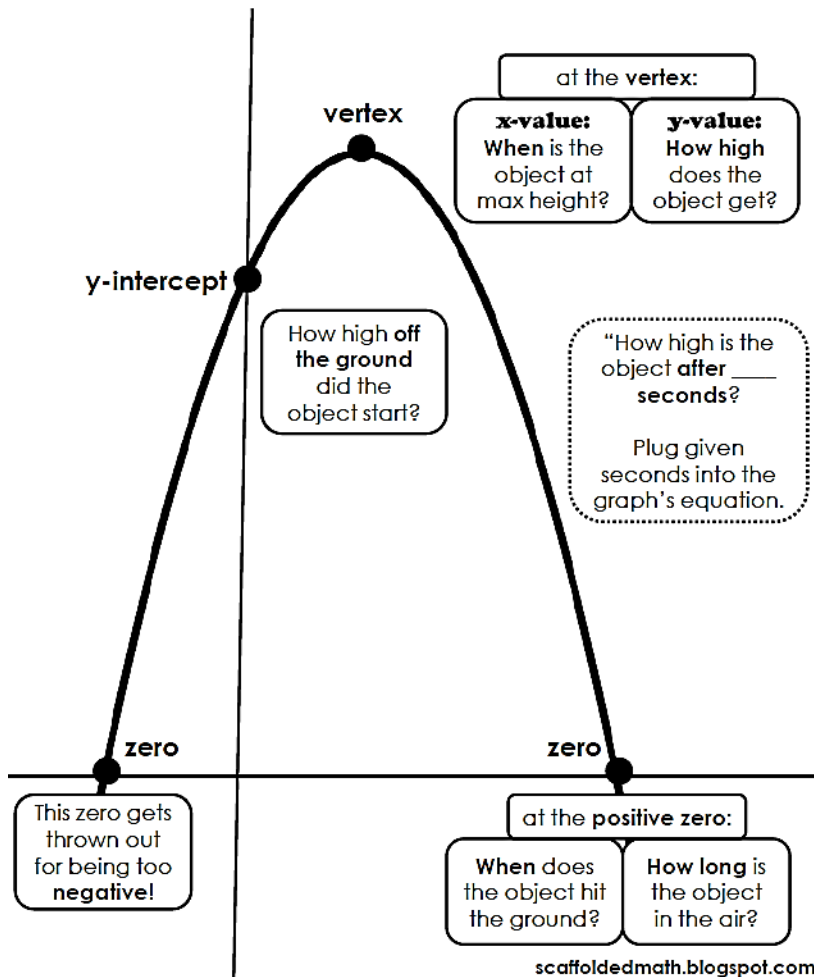 at the vertex:
vertex
x-value:
When is the
object at
max height?
y-value:
How high
does the
object get?
y-intercept
How high off
the ground
did the
object start?
“How high is the
object after ____
seconds?
Plug given
seconds into the
graph’s equation.
zero
zero
This zero gets
thrown out
for being too
negative!
at the positive zero:
When does
the object hit
the ground?
How long is
the object
in the air?
scaffoldedmath.blogspot.com